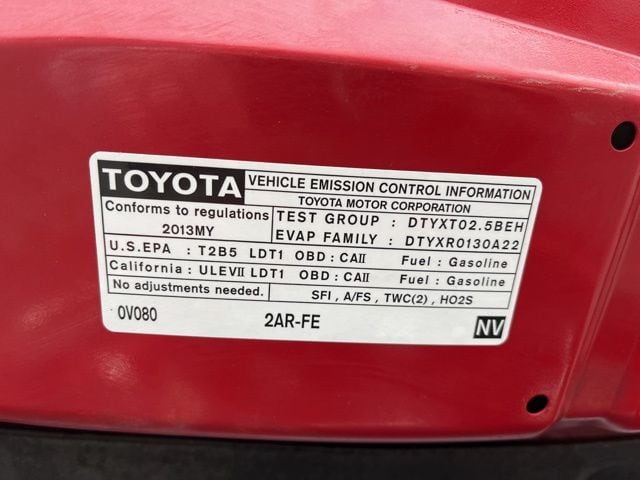 TOYOTA VEHICLE EMISSION CONTROL INFORMATION
TOYOTA MOTOR CORPORATION
Conforms to regulations
2013MY
TEST GROUP : DTYXT02.5BEH
EVAP FAMILY : DTYXR0130A22
U.S.EPA : T2B5 LDT1 OBD : CAII Fuel : Gasoline
California : ULEVII LDT1 OBD : CAII Fuel : Gasoline
No adjustments needed. SFI , A/FS , TWC(2) , HO2S
0V080 2AR-FE NV